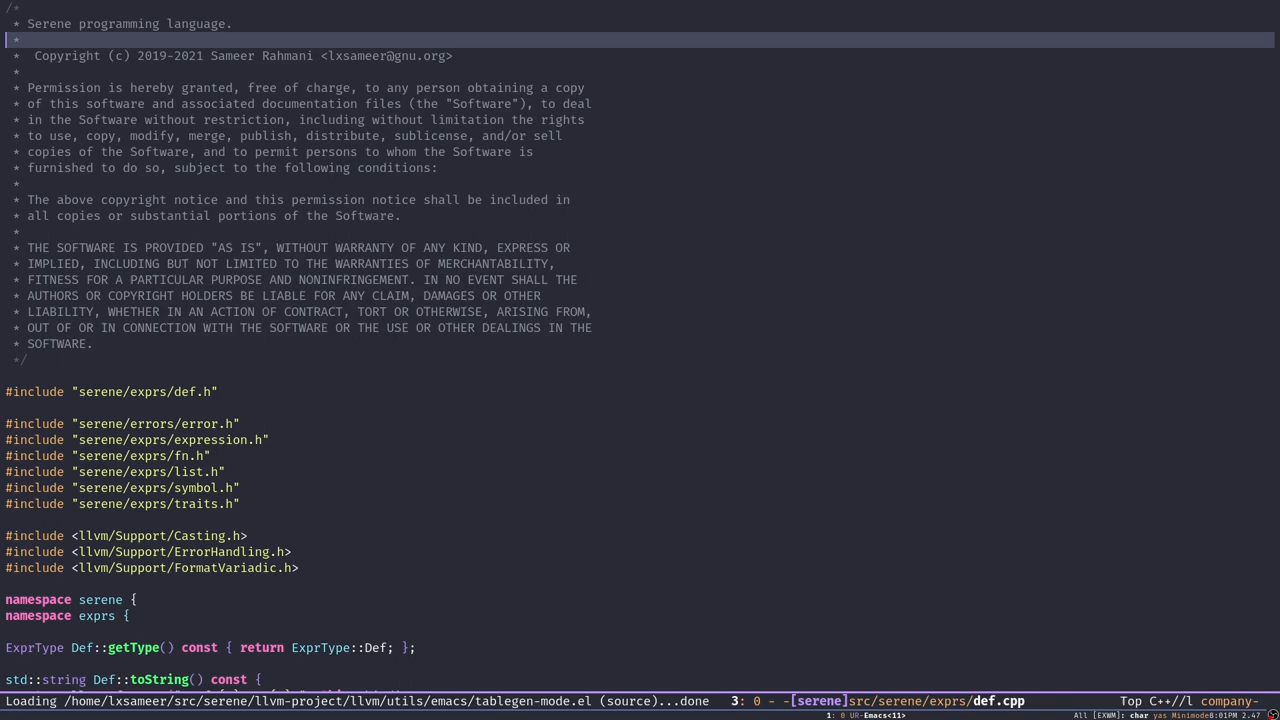 /*
 * Serene programming language.
 *
 *  Copyright (c) 2019-2021 Sameer Rahmani <lxsameer@gnu.org>
 *
 * Permission is hereby granted, free of charge, to any person obtaining a copy
 * of this software and associated documentation files (the "Software"), to deal
 * in the Software without restriction, including without limitation the rights
 * to use, copy, modify, merge, publish, distribute, sublicense, and/or sell
 * copies of the Software, and to permit persons to whom the Software is
 * furnished to do so, subject to the following conditions:
 *
 * The above copyright notice and this permission notice shall be included in
 * all copies or substantial portions of the Software.
 *
 * THE SOFTWARE IS PROVIDED "AS IS", WITHOUT WARRANTY OF ANY KIND, EXPRESS OR
 * IMPLIED, INCLUDING BUT NOT LIMITED TO THE WARRANTIES OF MERCHANTABILITY,
 * FITNESS FOR A PARTICULAR PURPOSE AND NONINFRINGEMENT. IN NO EVENT SHALL THE
 * AUTHORS OR COPYRIGHT HOLDERS BE LIABLE FOR ANY CLAIM, DAMAGES OR OTHER
 * LIABILITY, WHETHER IN AN ACTION OF CONTRACT, TORT OR OTHERWISE, ARISING FROM,
 * OUT OF OR IN CONNECTION WITH THE SOFTWARE OR THE USE OR OTHER DEALINGS IN THE
 * SOFTWARE.
 */
#include "serene/exprs/def.h"
#include "serene/errors/error.h"
#include "serene/exprs/expression.h"
#include "serene/exprs/fn.h"
#include "serene/exprs/list.h"
#include "serene/exprs/symbol.h"
#include "serene/exprs/traits.h"
#include <llvm/Support/Casting.h>
#include <llvm/Support/ErrorHandling.h>
#include <llvm/Support/FormatVariadic.h>
namespace serene {
namespace exprs {
ExprType Def::getType() const { return ExprType::Def; };
std::string Def::toString() const {
Loading /home/lxsameer/src/serene/llvm-project/llvm/utils/emacs/tablegen-mode.el (source)...done 3: 0 - -[serene]src/serene/exprs/def.cpp Top C++//l company-
1: 0 UR-Emacs<11> All [EXWM]: char yas Minimode8:01PM 2.47